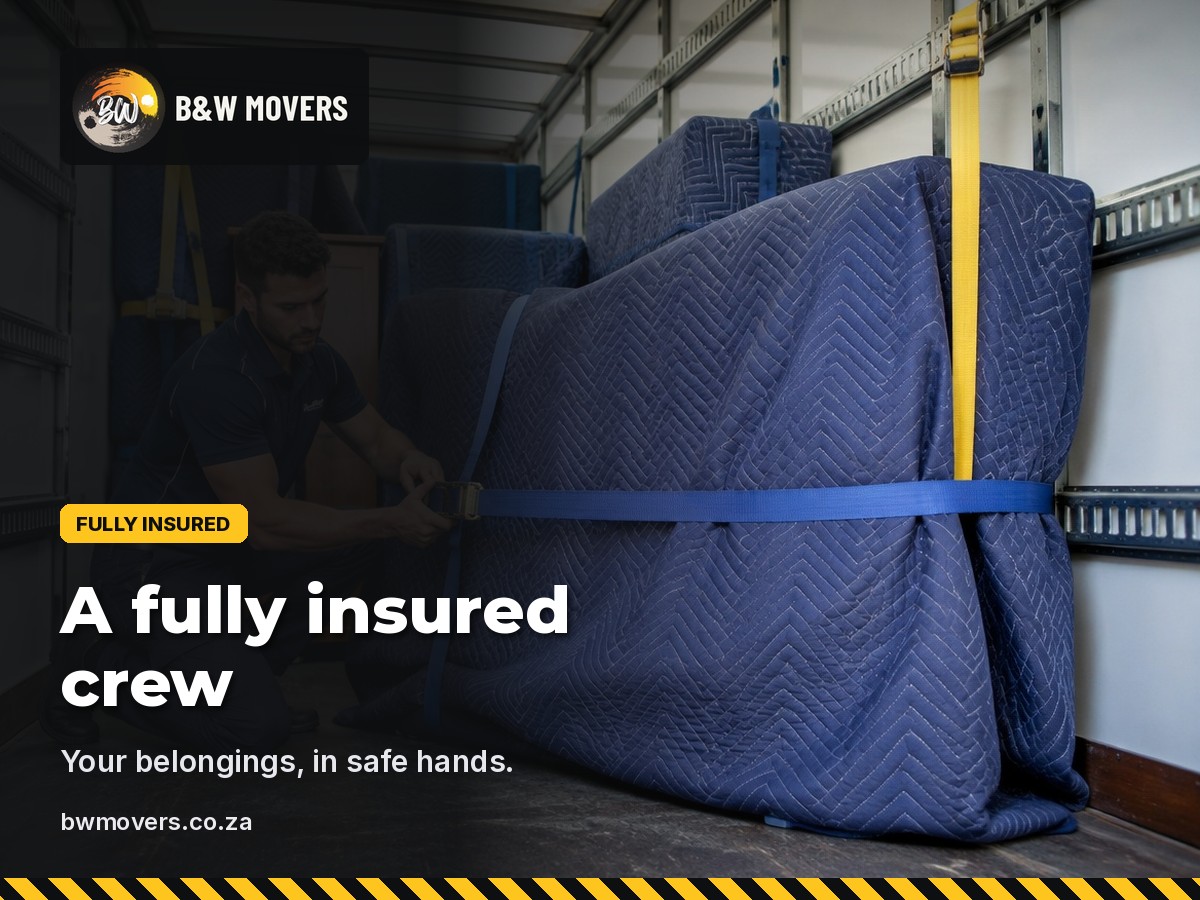 BW
B&W MOVERS
FULLY INSURED
A fully insured
crew
Your belongings, in safe hands.
bwmovers.co.za